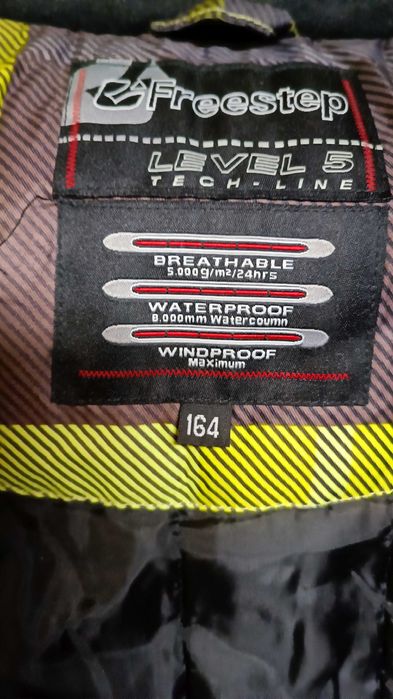 Freestep
LEVEL 5
TECH-LINE
BREATHABLE
5.000g/m²/24hrs
WATERPROOF
8.000mm Watercoumn
WINDPROOF
Maximum
164